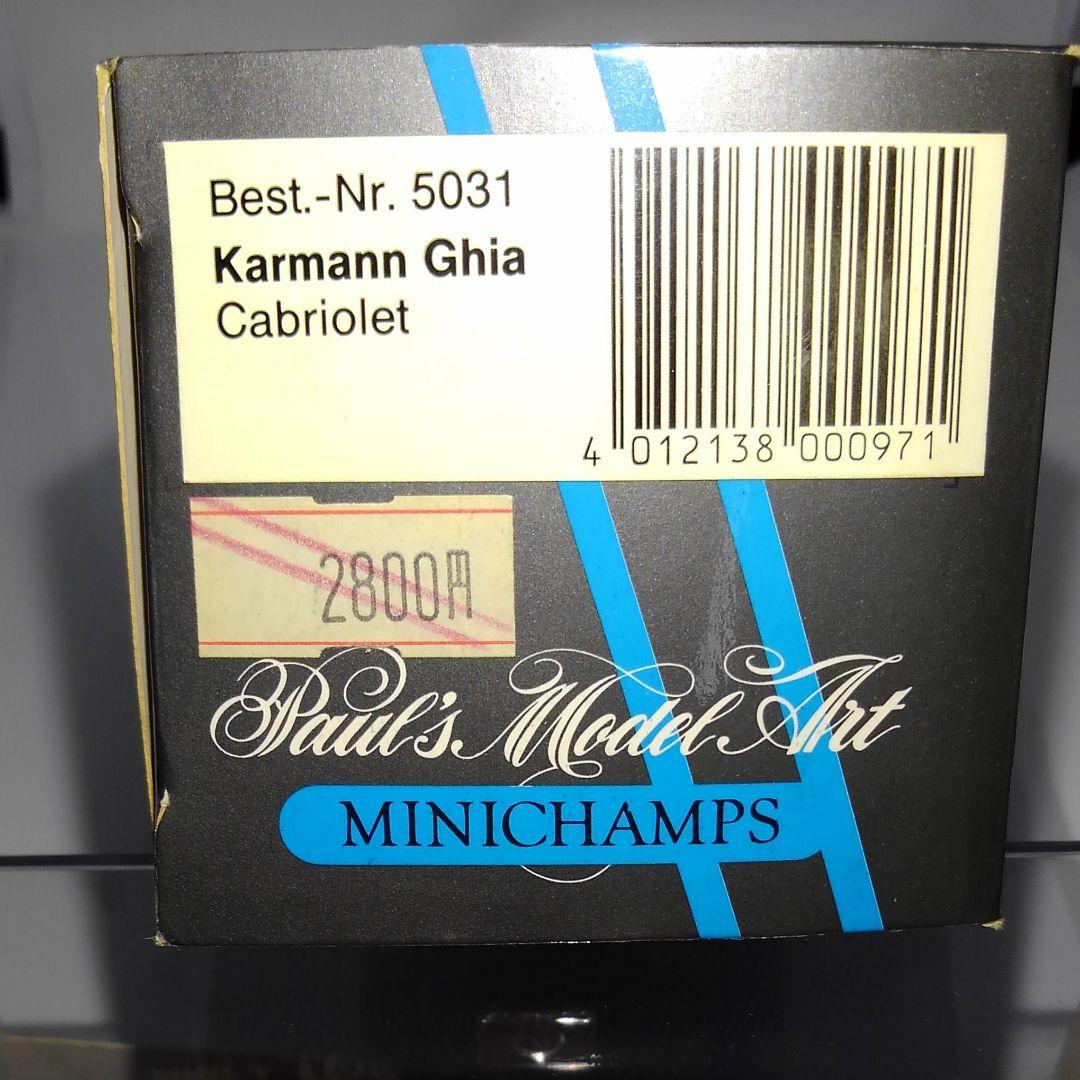 Best.-Nr. 5031
Karmann Ghia
Cabriolet
4 012138 000971
2800円
Paul's Model Art
MINICHAMPS